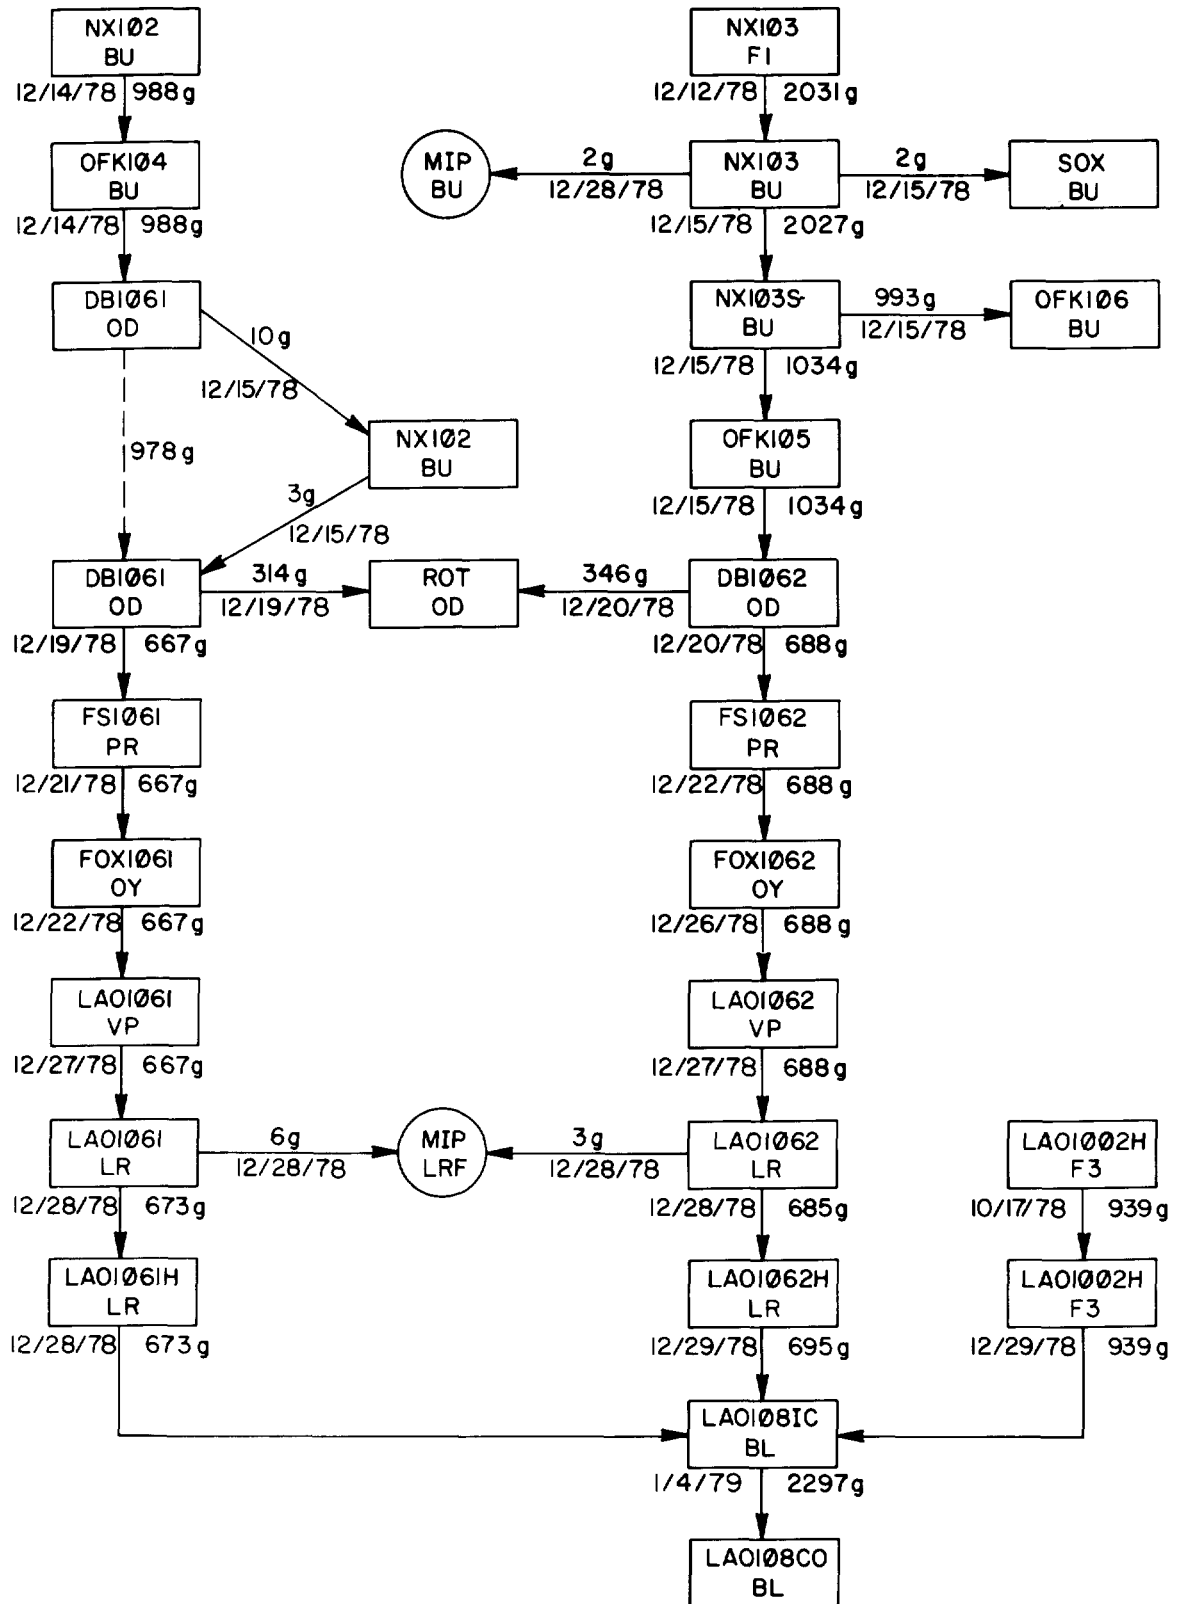 NX1Ø2
BU
12/14/78 988g
OFK1Ø4
BU
12/14/78 988g
DB1Ø61
OD
10g
12/15/78
978g
NX1Ø2
BU
3g
12/15/78
DB1Ø61
OD
314g
12/19/78
ROT
OD
12/19/78 667g
FS1Ø61
PR
12/21/78 667g
FOX1Ø61
OY
12/22/78 667g
LAO1Ø61
VP
12/27/78 667g
LAO1Ø61
LR
6g
12/28/78
MIP
LRF
12/28/78 673g
LAO1Ø61H
LR
12/28/78 673g
NX1Ø3
F1
12/12/78 2031g
MIP
BU
2g
12/28/78
NX1Ø3
BU
2g
12/15/78
SOX
BU
12/15/78 2027g
NX1Ø3S
BU
993g
12/15/78
OFK1Ø6
BU
12/15/78 1034g
OFK1Ø5
BU
12/15/78 1034g
346g
12/20/78
DB1Ø62
OD
12/20/78 688g
FS1Ø62
PR
12/22/78 688g
FOX1Ø62
OY
12/26/78 688g
LAO1Ø62
VP
12/27/78 688g
3g
12/28/78
LAO1Ø62
LR
12/28/78 685g
LAO1Ø62H
LR
12/29/78 695g
LAO1ØØ2H
F3
10/17/78 939g
LAO1ØØ2H
F3
12/29/78 939g
LAO1Ø8IC
BL
1/4/79 2297g
LAO1Ø8CO
BL